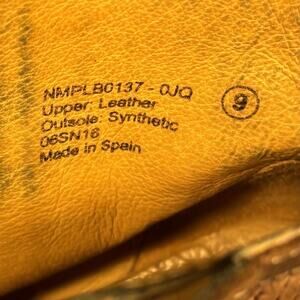 NMPLB0137 - 0JQ
9
Upper: Leather
Outsole: Synthetic
06SN16
Made in Spain